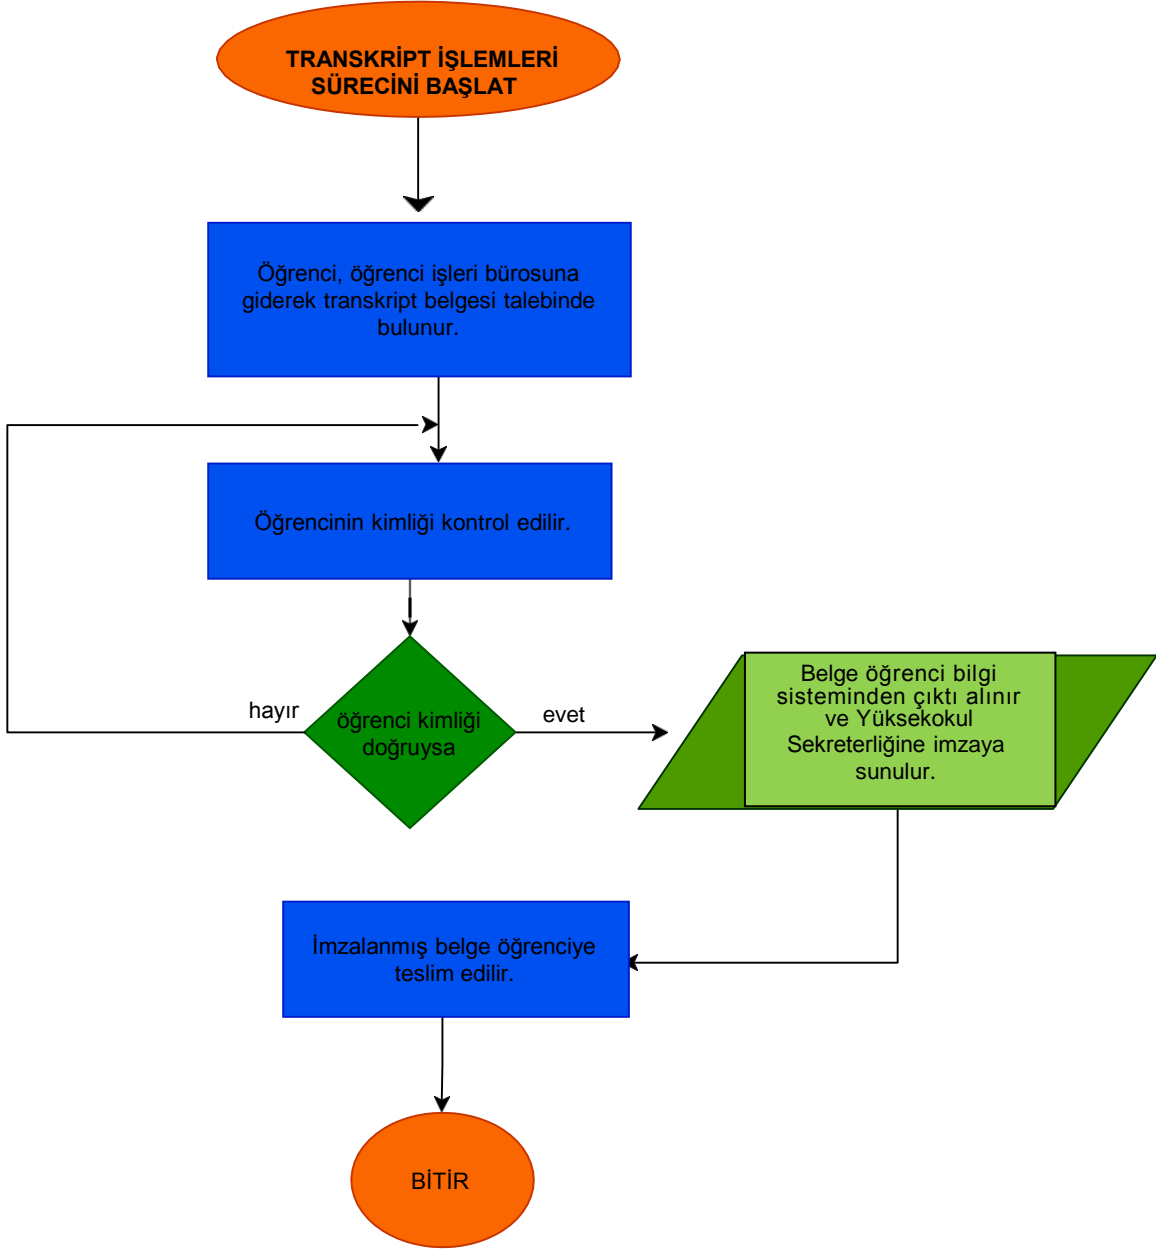 TRANSKRİPT İŞLEMLERİ
SÜRECİNİ BAŞLAT
Öğrenci, öğrenci işleri bürosuna
giderek transkript belgesi talebinde
bulunur.
Öğrencinin kimliği kontrol edilir.
hayır
öğrenci kimliği
doğruysa
evet
Belge öğrenci bilgi
sisteminden çıktı alınır
ve Yüksekokul
Sekreterliğine imzaya
sunulur.
İmzalanmış belge öğrenciye
teslim edilir.
BİTİR